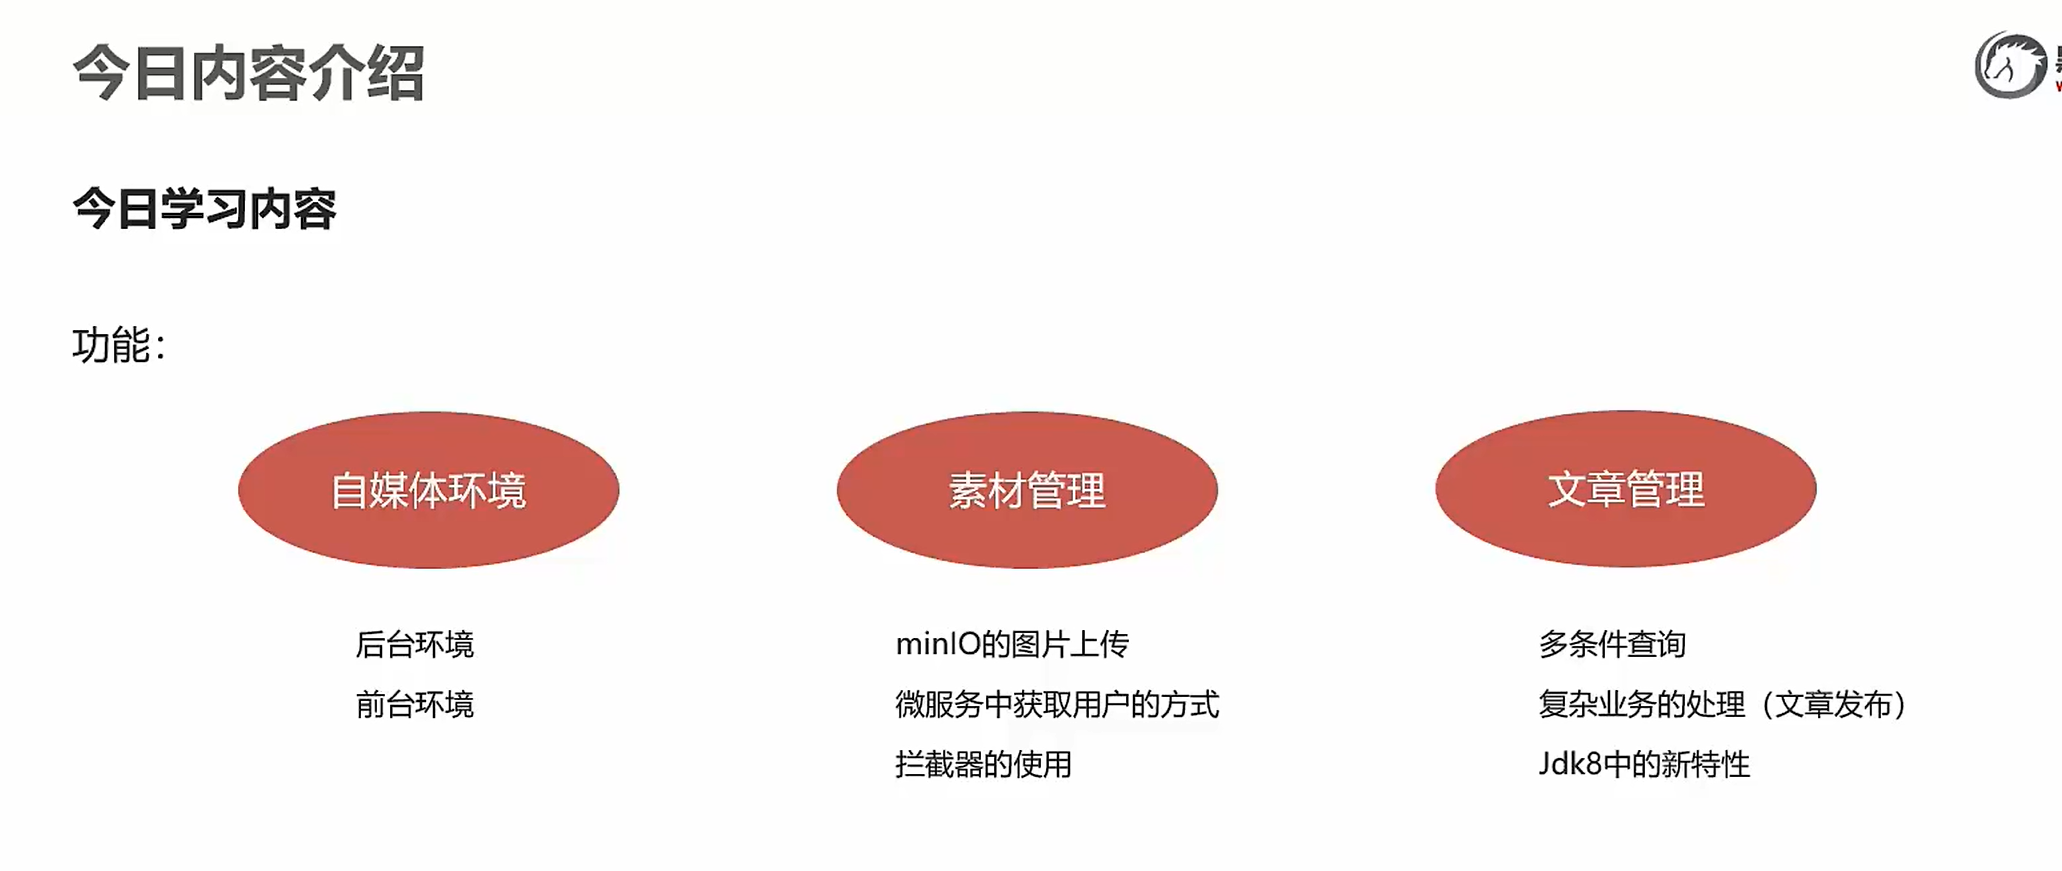 今日内容介绍
今日学习内容
功能：
自媒体环境
素材管理
文章管理
后台环境
前台环境
minIO的图片上传
微服务中获取用户的方式
拦截器的使用
多条件查询
复杂业务的处理（文章发布）
Jdk8中的新特性